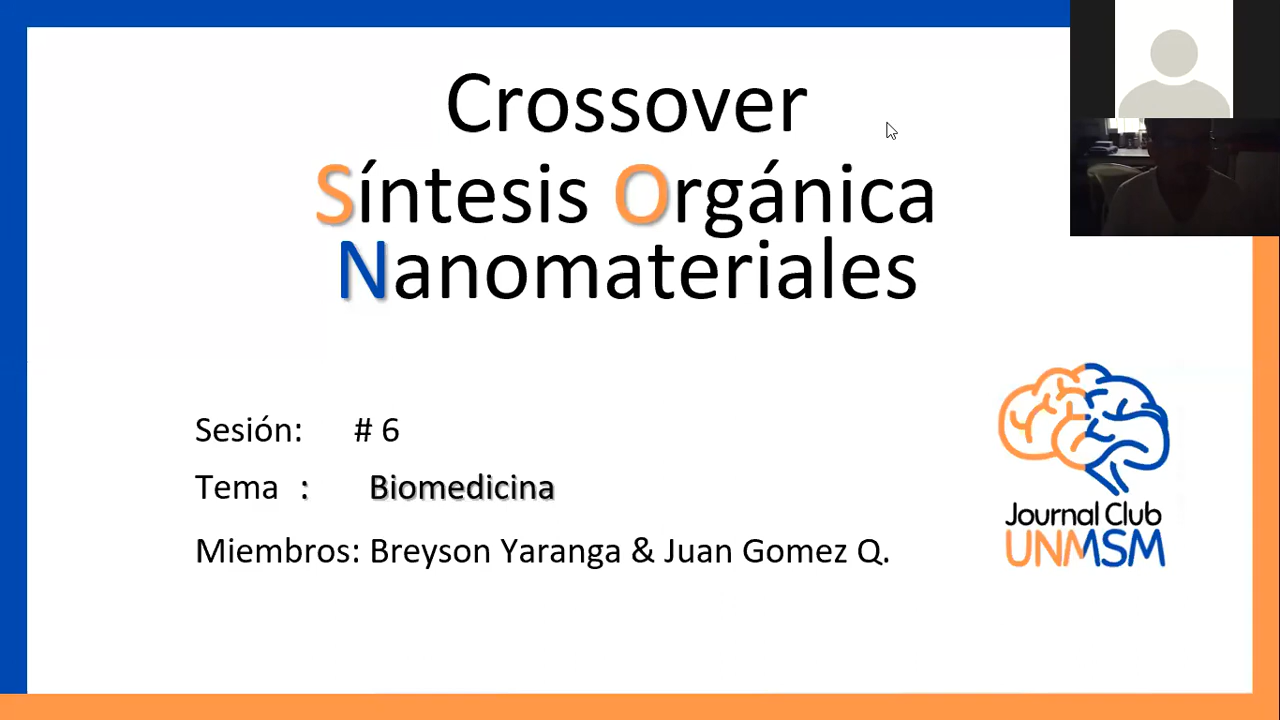 Crossover
Síntesis Orgánica
Nanomateriales
Sesión: # 6
Tema : Biomedicina
Miembros: Breyson Yaranga & Juan Gomez Q.
Journal Club
UNMSM